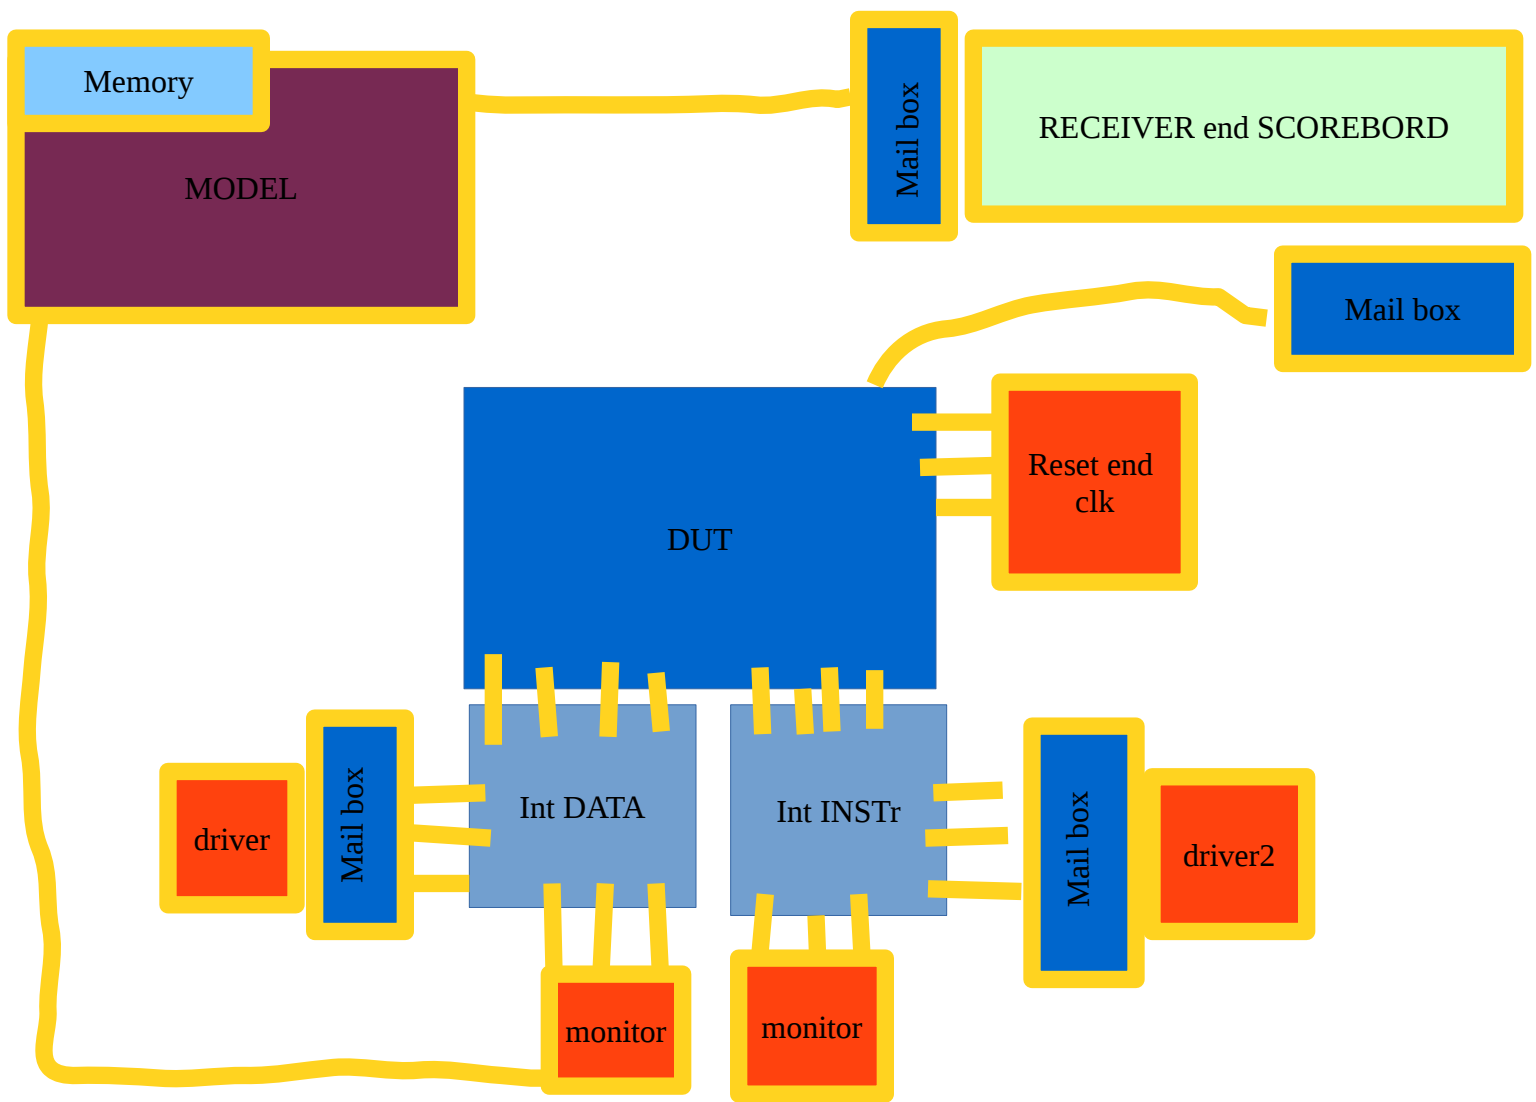 Memory
MODEL
Mail box
RECEIVER end SCOREBORD
Mail box
Reset end
clk
DUT
driver
Mail box
Int DATA
Int INSTr
Mail box
driver2
monitor
monitor